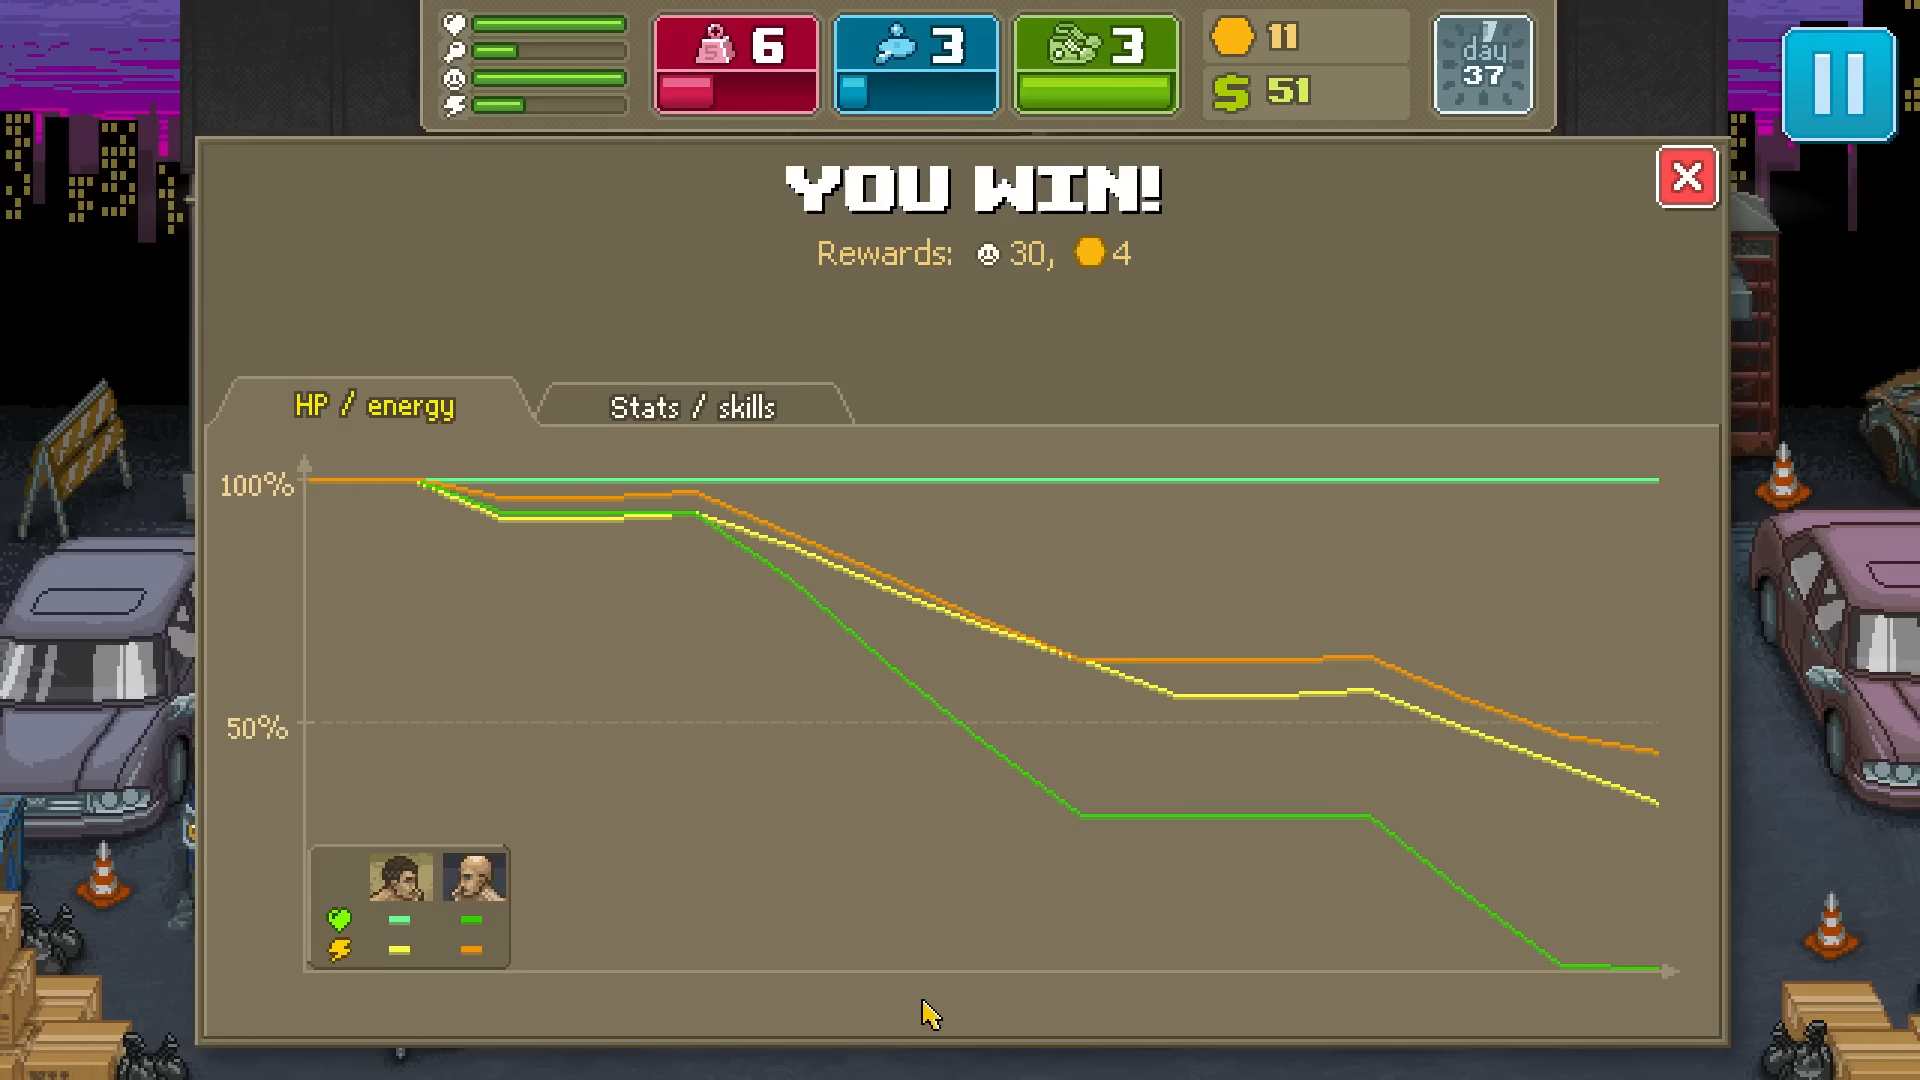 6
3
3
11
$ 51
day
37
YOU WIN!
Rewards: 30, 4
HP / energy
Stats / skills
100%
50%